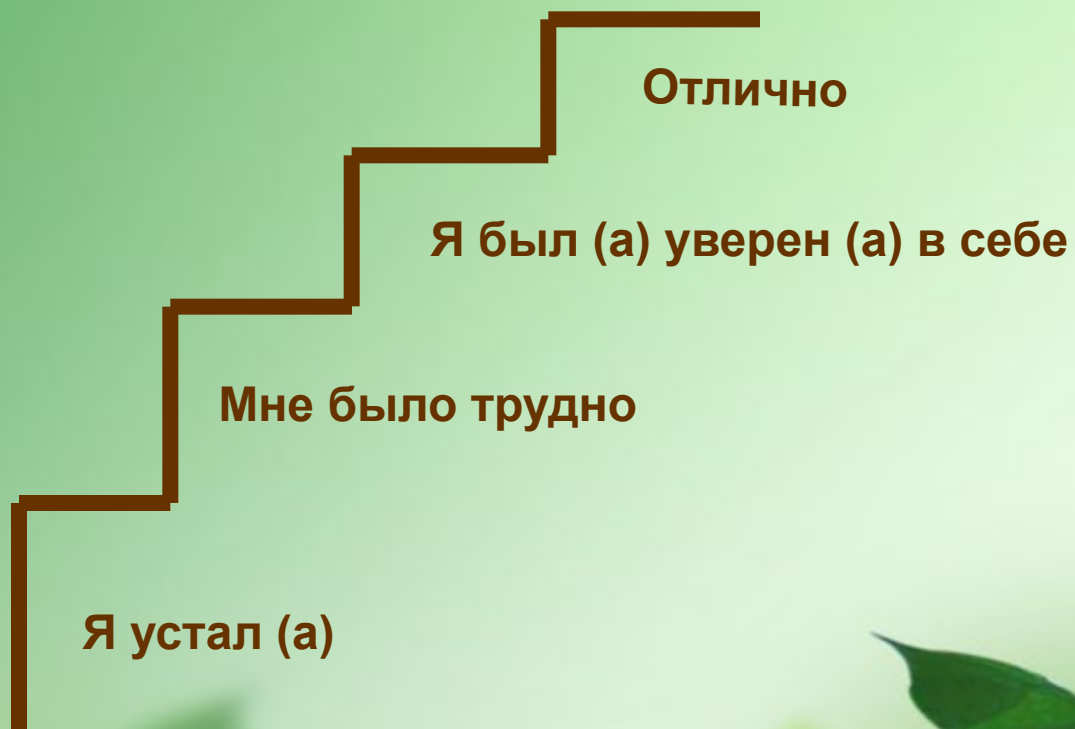 Отлично
Я был (а) уверен (а) в себе
Мне было трудно
Я устал (а)